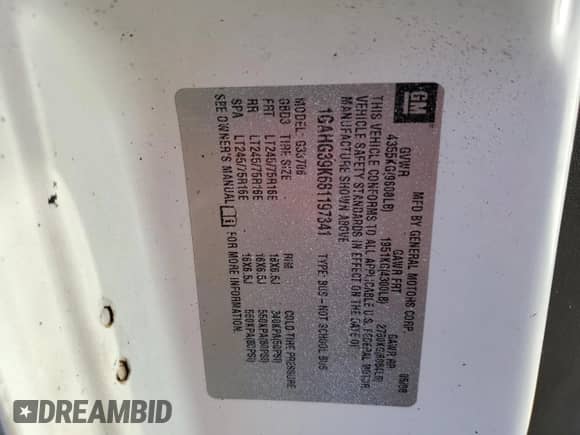 GM
MFD BY GENERAL MOTORS CORP
05/08
GVWR
GAWR FRT
GAWR RR
4355KG(9600LB)
1951KG(4300LB)
THIS VEHICLE CONFORMS TO ALL APPLICABLE U.S. FEDERAL MOTOR
VEHICLE SAFETY STANDARDS IN EFFECT ON THE DATE OF
MANUFACTURE SHOWN ABOVE
1GAHG39K681197341
TYPE BUS - NOT SCHOOL BUS
MODEL: G33706
GBD3 TIRE SIZE
RIM
COLD TIRE PRESSURE
FRT LT245/75R16E
16X6.5J
340KPA(50PSI)
RR LT245/75R16E
16X6.5J
550KPA(80PSI)
SPA LT245/75R16E
16X6.5J
550KPA(80PSI)
SEE OWNER'S MANUAL FOR MORE INFORMATION.
DREAMBID